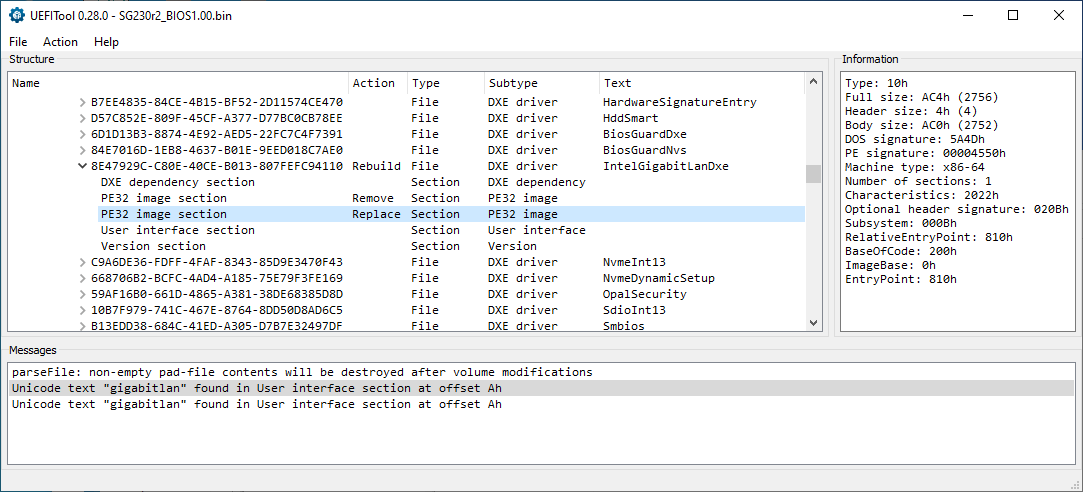 UEFITool 0.28.0 - SG230r2_BIOS1.00.bin
File Action Help
Structure
Name Action Type Subtype Text
B7EE4835-84CE-4B15-BF52-2D11574CE470 File DXE driver HardwareSignatureEntry
D57C852E-809F-45CF-A377-D77BC0CB78EE File DXE driver HddSmart
6D1D13B3-8874-4E92-AED5-22FC7C4F7391 File DXE driver BiosGuardDxe
84E7016D-1EB8-4637-B01E-9EED018C7AE0 File DXE driver BiosGuardNvs
8E47929C-C80E-40CE-B013-807FEFC94110 Rebuild File DXE driver IntelGigabitLanDxe
DXE dependency section Section DXE dependency
PE32 image section Remove Section PE32 image
PE32 image section Replace Section PE32 image
User interface section Section User interface
Version section Section Version
C9A6DE36-FDFF-4FAF-8343-85D9E3470F43 File DXE driver NvmeInt13
668706B2-BCFC-4AD4-A185-75E79F3FE169 File DXE driver NvmeDynamicSetup
59AF16B0-661D-4865-A381-38DE68385D8D File DXE driver OpalSecurity
10B7F979-741C-467E-8764-8DD50D8AD6C5 File DXE driver SdioInt13
B13EDD38-684C-41ED-A305-D7B7E32497DF File DXE driver Smbios
Information
Type: 10h
Full size: AC4h (2756)
Header size: 4h (4)
Body size: AC0h (2752)
DOS signature: 5A4Dh
PE signature: 00004550h
Machine type: x86-64
Number of sections: 1
Characteristics: 2022h
Optional header signature: 020Bh
Subsystem: 000Bh
RelativeEntryPoint: 810h
BaseOfCode: 200h
ImageBase: 0h
EntryPoint: 810h
Messages
parseFile: non-empty pad-file contents will be destroyed after volume modifications
Unicode text "gigabitlan" found in User interface section at offset Ah
Unicode text "gigabitlan" found in User interface section at offset Ah